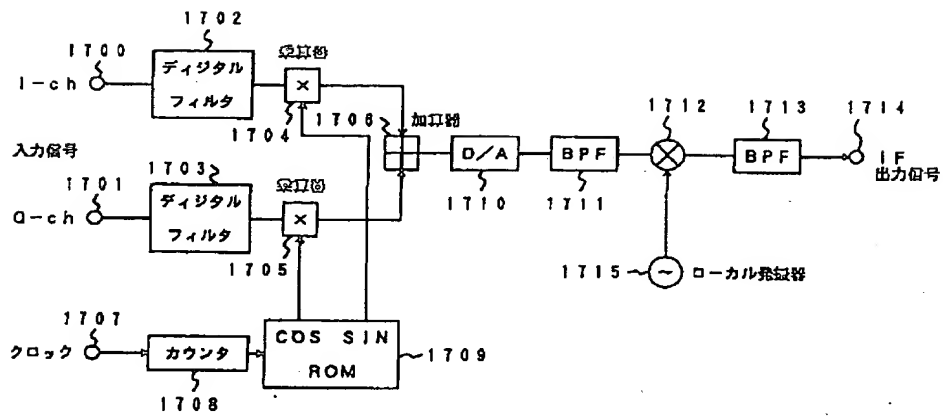 1702
1700
I-ch
ディジタル
フィルタ
×
1704
1706
加算器
入力信号
1701
Q-ch
1703
ディジタル
フィルタ
×
1705
D/A
1710
BPF
1711
1712
1713
BPF
1714
IF
出力信号
1715
~
ローカル発振器
1707
クロック
カウンタ
1708
COS SIN
ROM
1709